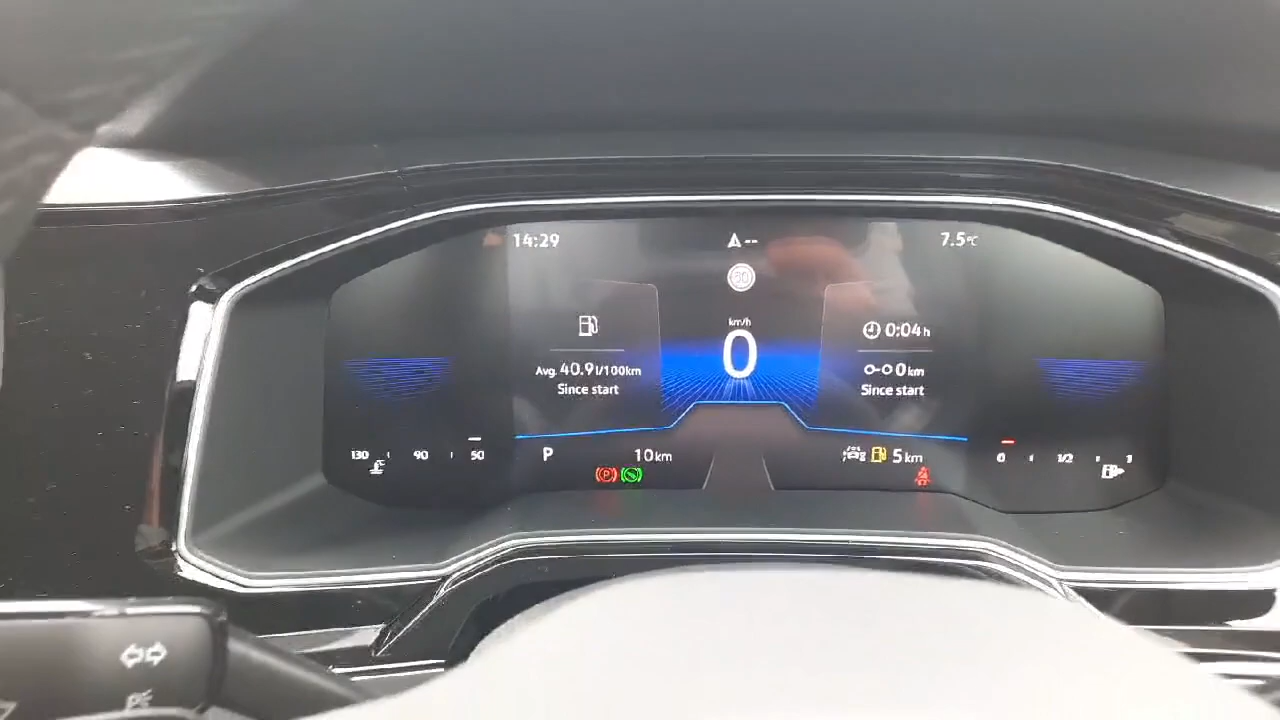 14:29
--
7.5°C
km/h
0
0:04 h
Avg. 40.9 l/100km
Since start
0 km
Since start
130 90 50
P
10 km
5 km
0 1/2 1
P